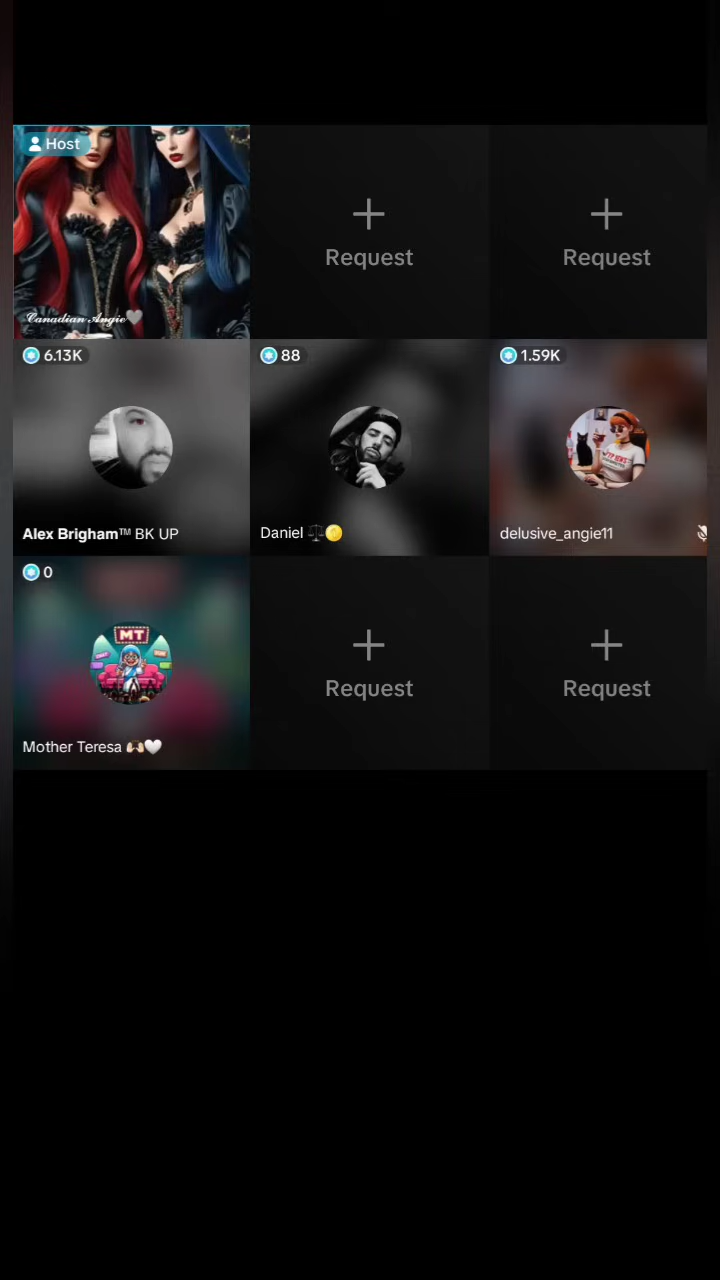 Host
Canadian Angie🤍
Request
Request
6.13K
88
1.59K
Alex Brigham™ BK UP
Daniel ⚖️🪙
delusive_angie11
0
MT
Mother Teresa 🙌🏻🤍
Request
Request